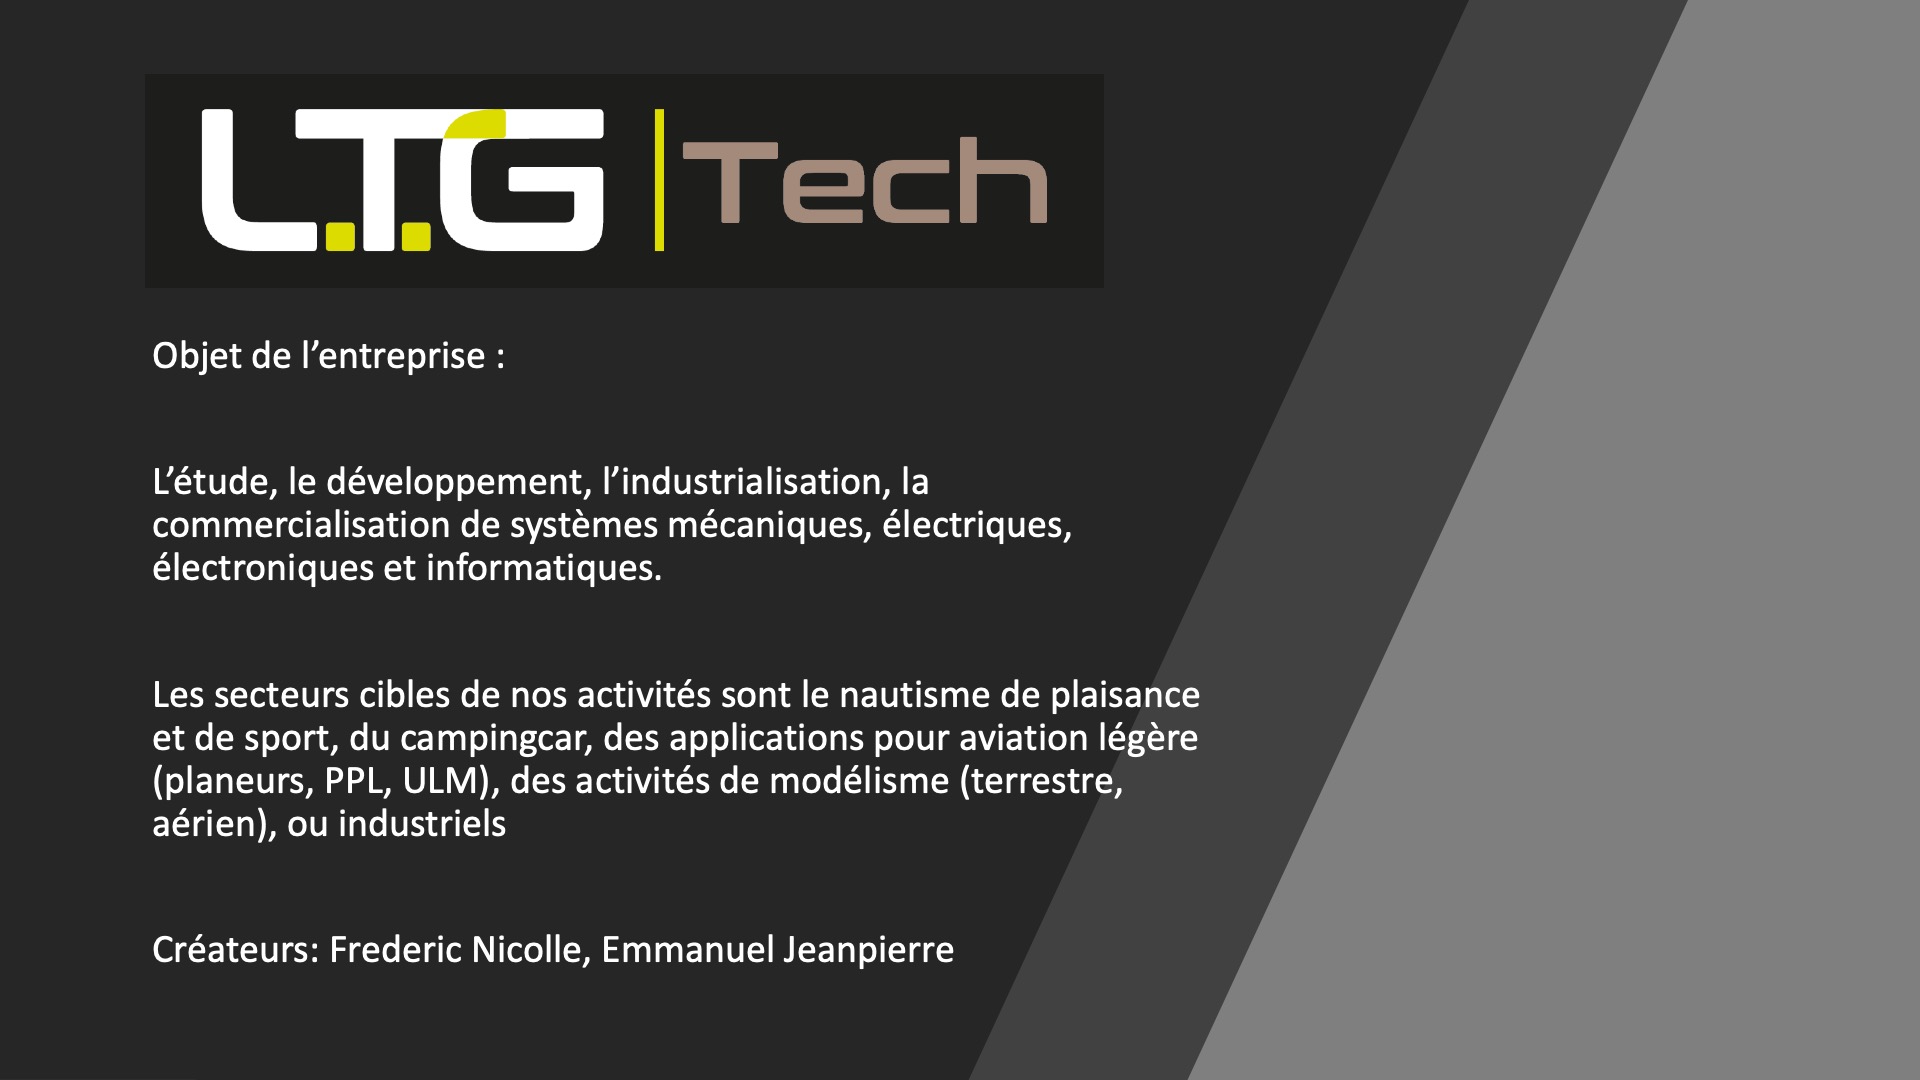 L.T.G | Tech
Objet de l’entreprise :
L’étude, le développement, l’industrialisation, la
commercialisation de systèmes mécaniques, électriques,
électroniques et informatiques.
Les secteurs cibles de nos activités sont le nautisme de plaisance
et de sport, du campingcar, des applications pour aviation légère
(planeurs, PPL, ULM), des activités de modélisme (terrestre,
aérien), ou industriels
Créateurs: Frederic Nicolle, Emmanuel Jeanpierre